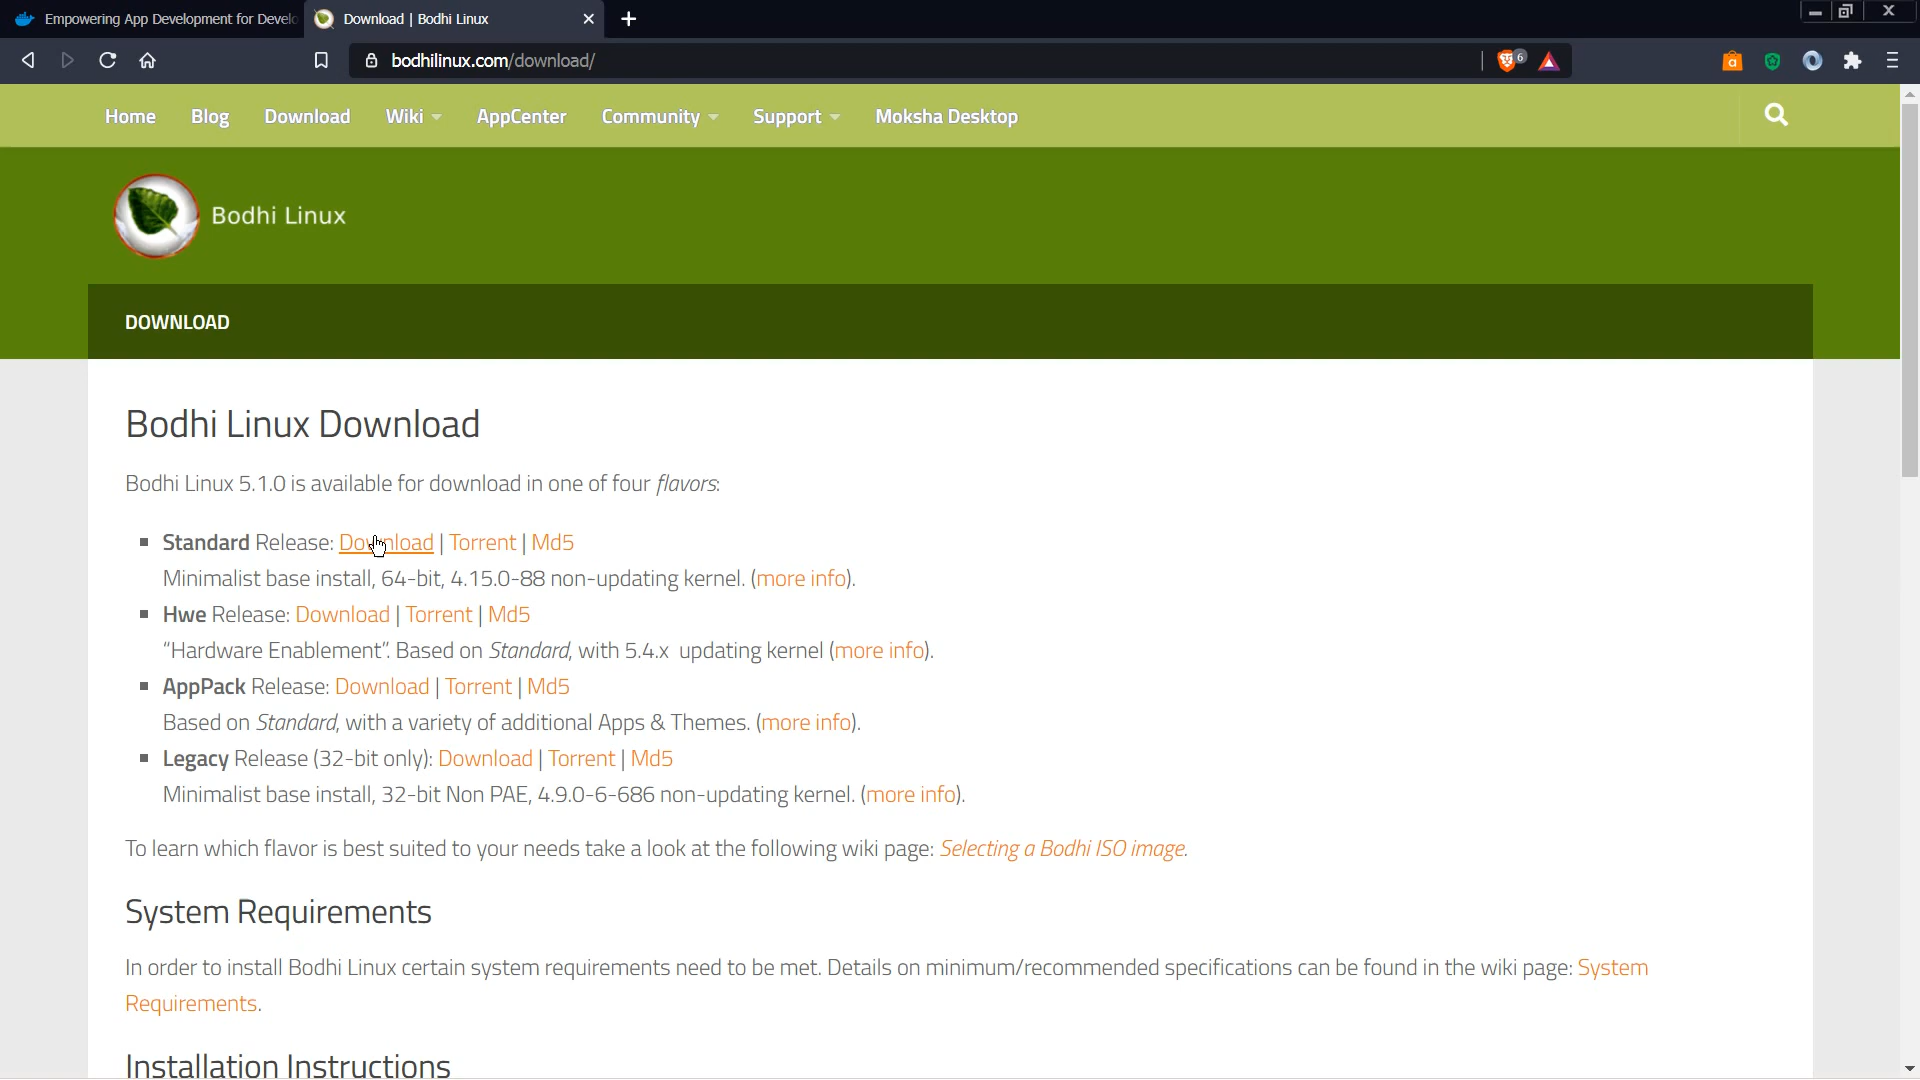 Empowering App Development for Develo
Download | Bodhi Linux
bodhilinux.com/download/
6
Home Blog Download Wiki AppCenter Community Support Moksha Desktop
Bodhi Linux
DOWNLOAD
Bodhi Linux Download
Bodhi Linux 5.1.0 is available for download in one of four flavors:
Standard Release: Download | Torrent | Md5
Minimalist base install, 64-bit, 4.15.0-88 non-updating kernel. (more info).
Hwe Release: Download | Torrent | Md5
“Hardware Enablement”. Based on Standard, with 5.4.x updating kernel (more info).
AppPack Release: Download | Torrent | Md5
Based on Standard, with a variety of additional Apps & Themes. (more info).
Legacy Release (32-bit only): Download | Torrent | Md5
Minimalist base install, 32-bit Non PAE, 4.9.0-6-686 non-updating kernel. (more info).
To learn which flavor is best suited to your needs take a look at the following wiki page: Selecting a Bodhi ISO image.
System Requirements
In order to install Bodhi Linux certain system requirements need to be met. Details on minimum/recommended specifications can be found in the wiki page: System
Requirements.
Installation Instructions